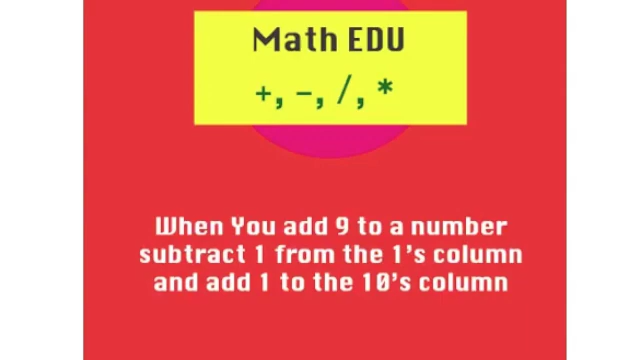 Math EDU
+, -, /, *
When You add 9 to a number
subtract 1 from the 1's column
and add 1 to the 10's column